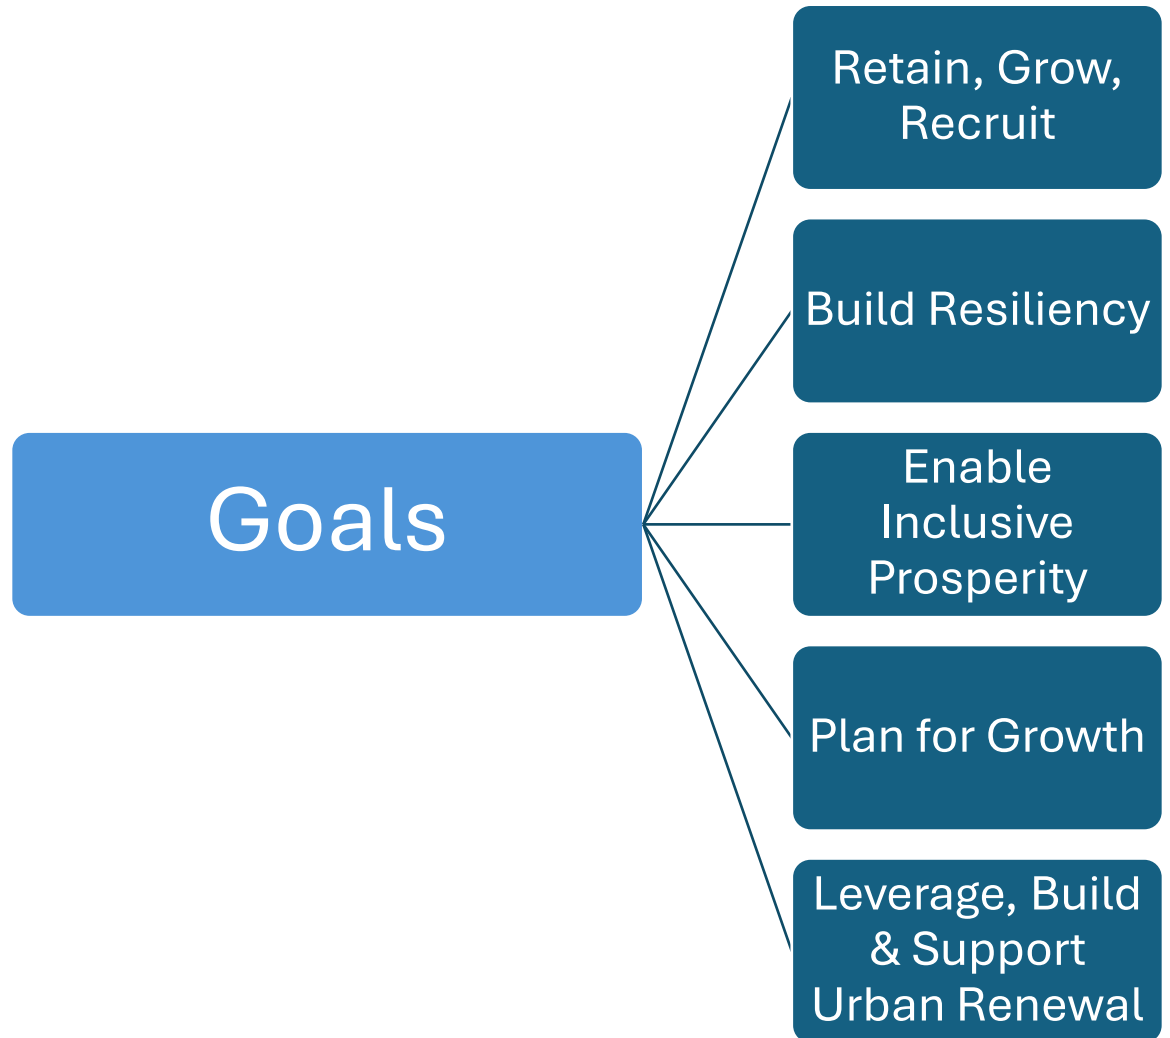 Goals
Retain, Grow,
Recruit
Build Resiliency
Enable
Inclusive
Prosperity
Plan for Growth
Leverage, Build
& Support
Urban Renewal